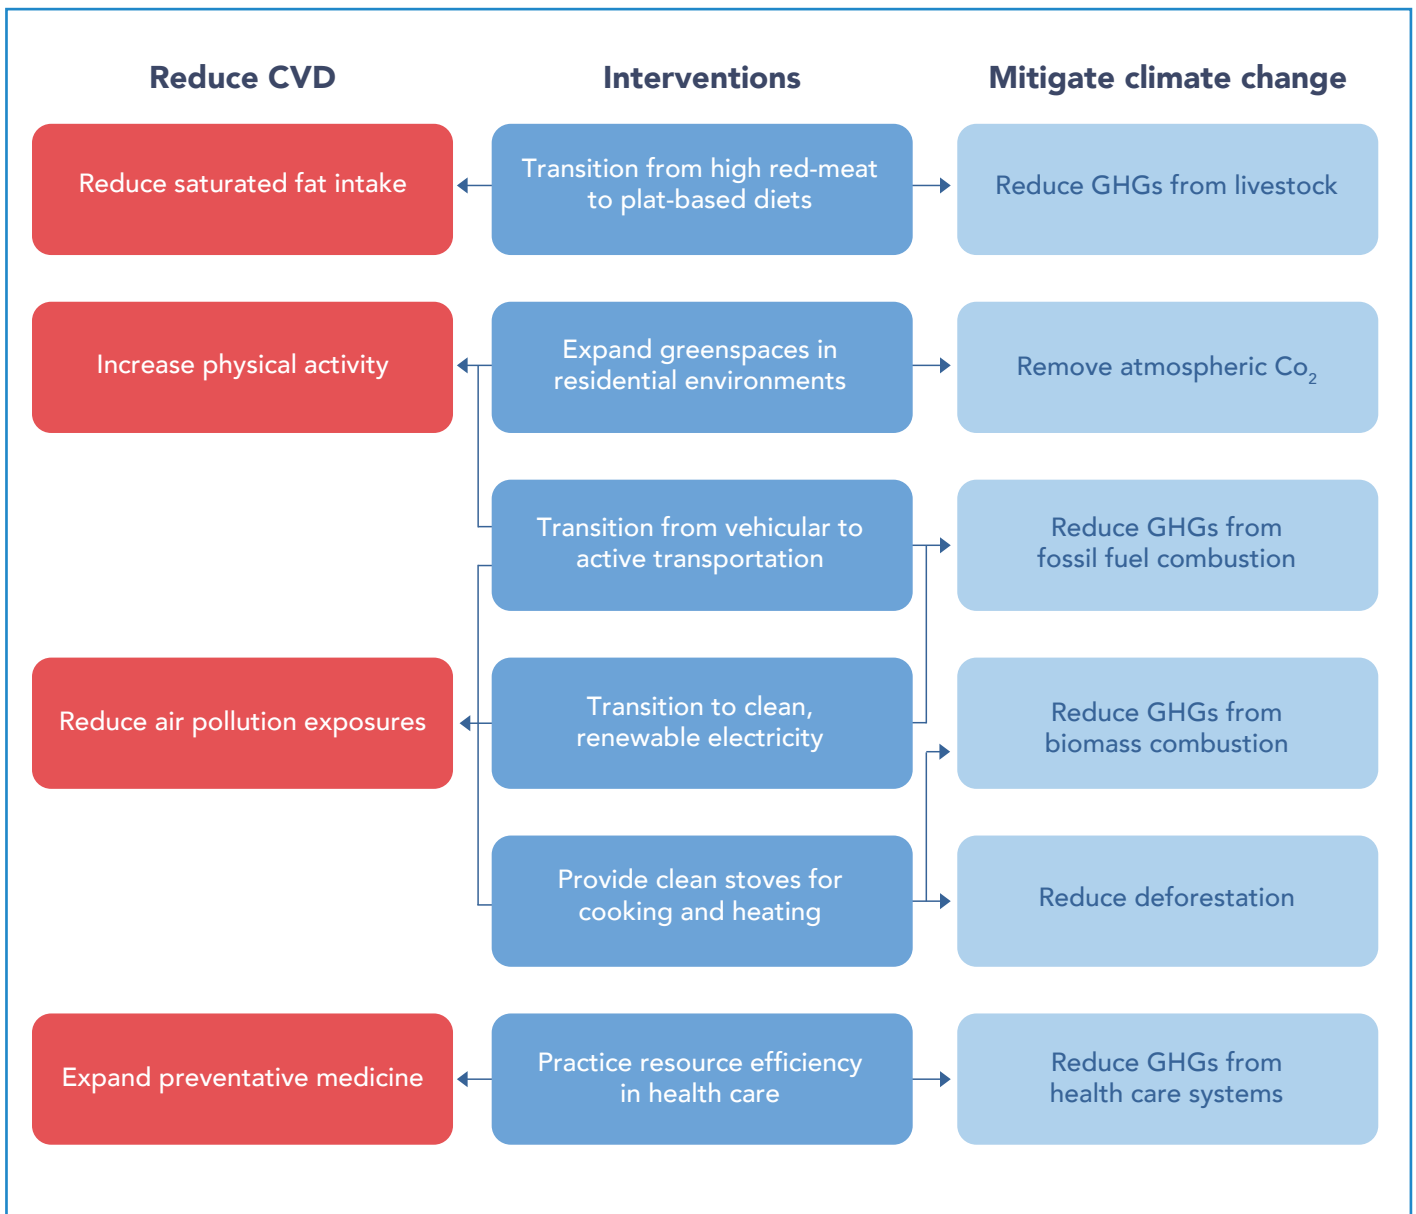 Reduce CVD
Interventions
Mitigate climate change
Reduce saturated fat intake
Transition from high red-meat
to plat-based diets
Reduce GHGs from livestock
Increase physical activity
Expand greenspaces in
residential environments
Remove atmospheric Co₂
Transition from vehicular to
active transportation
Reduce GHGs from
fossil fuel combustion
Reduce air pollution exposures
Transition to clean,
renewable electricity
Reduce GHGs from
biomass combustion
Provide clean stoves for
cooking and heating
Reduce deforestation
Expand preventative medicine
Practice resource efficiency
in health care
Reduce GHGs from
health care systems